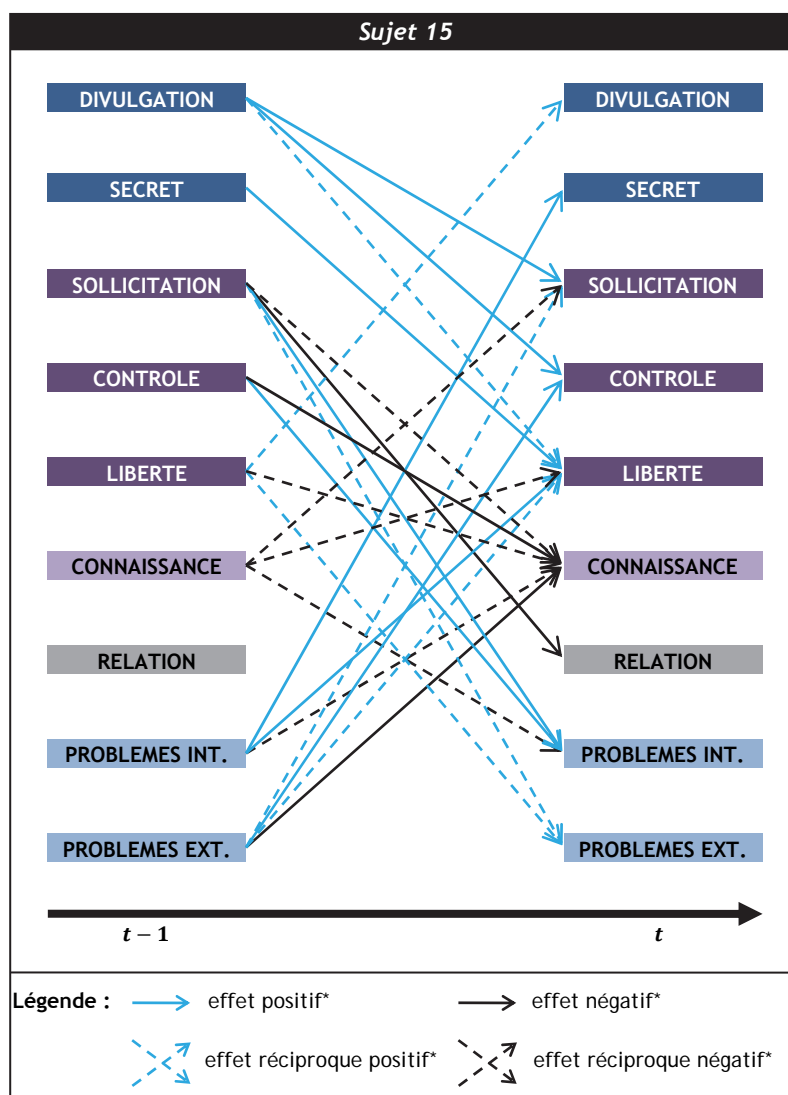 Sujet 15
DIVULGATION DIVULGATION
SECRET SECRET
SOLLICITATION SOLLICITATION
CONTROLE CONTROLE
LIBERTE LIBERTE
CONNAISSANCE CONNAISSANCE
RELATION RELATION
PROBLEMES INT. PROBLEMES INT.
PROBLEMES EXT. PROBLEMES EXT.
t − 1 t
Légende : effet positif* effet négatif*
effet réciproque positif* effet réciproque négatif*